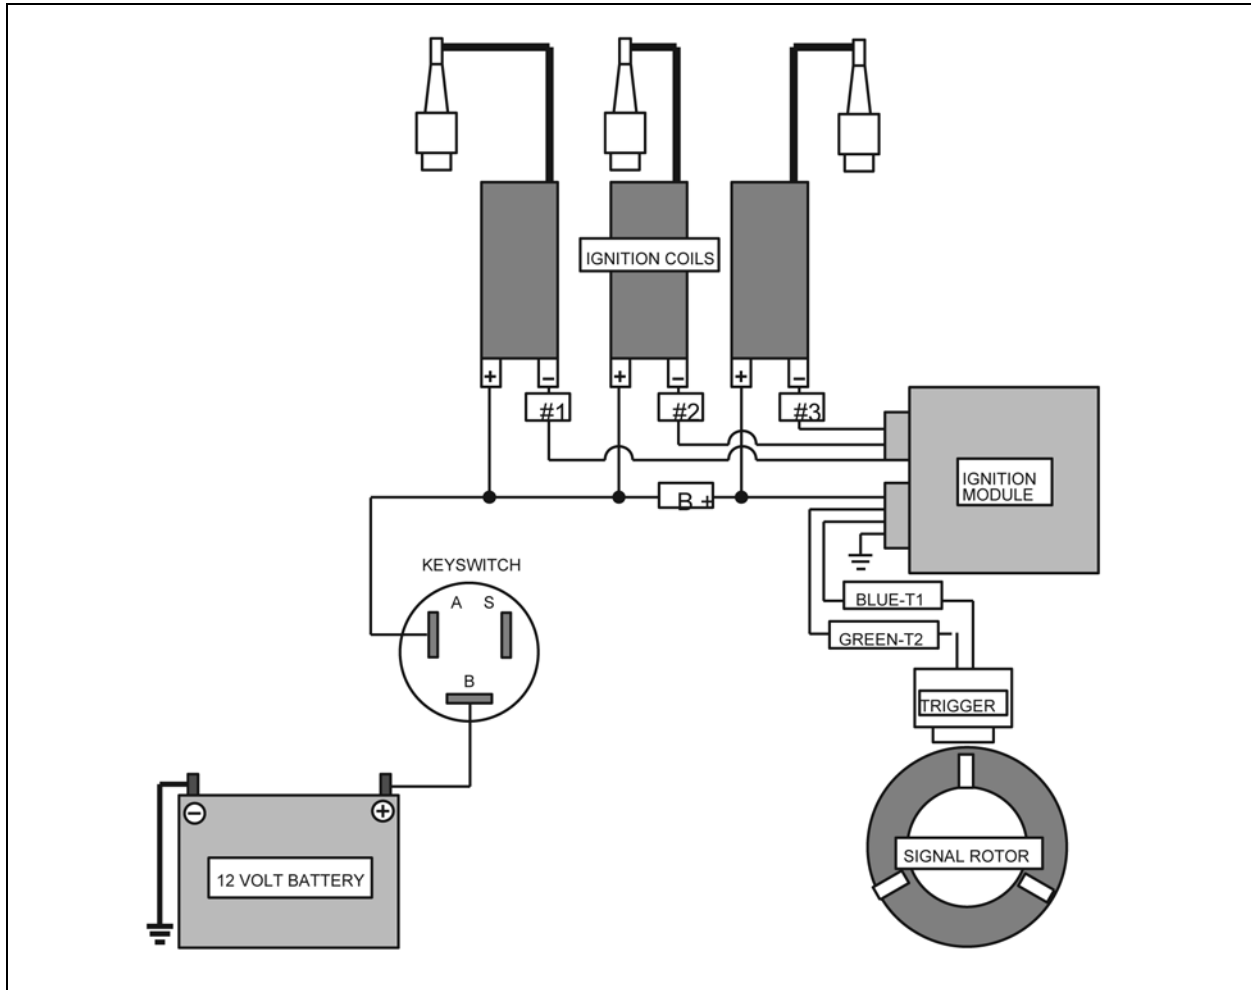 IGNITION COILS
+
−
+
−
+
−
#1
#2
#3
IGNITION
MODULE
B +
KEYSWITCH
A S
B
BLUE-T1
GREEN-T2
TRIGGER
−
+
12 VOLT BATTERY
SIGNAL ROTOR